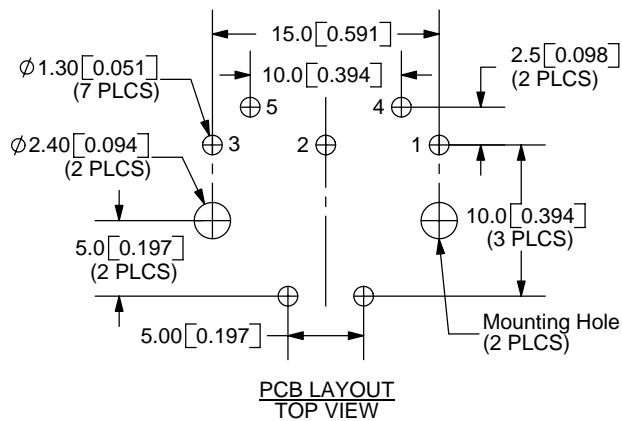 15.0[0.591]
2.5[0.098]
(2 PLCS)
Ø1.30[0.051]
(7 PLCS)
10.0[0.394]
5
4
Ø2.40[0.094]
(2 PLCS)
3
2
1
10.0[0.394]
(3 PLCS)
5.0[0.197]
(2 PLCS)
5.00[0.197]
Mounting Hole
(2 PLCS)
PCB LAYOUT
TOP VIEW